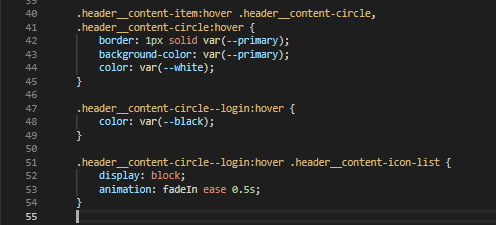 39
40 .header__content-item:hover .header__content-circle,
41 .header__content-circle:hover {
42     border: 1px solid var(--primary);
43     background-color: var(--primary);
44     color: var(--white);
45 }
46
47 .header__content-circle--login:hover {
48     color: var(--black);
49 }
50
51 .header__content-circle--login:hover .header__content-icon-list {
52     display: block;
53     animation: fadeIn ease 0.5s;
54 }
55